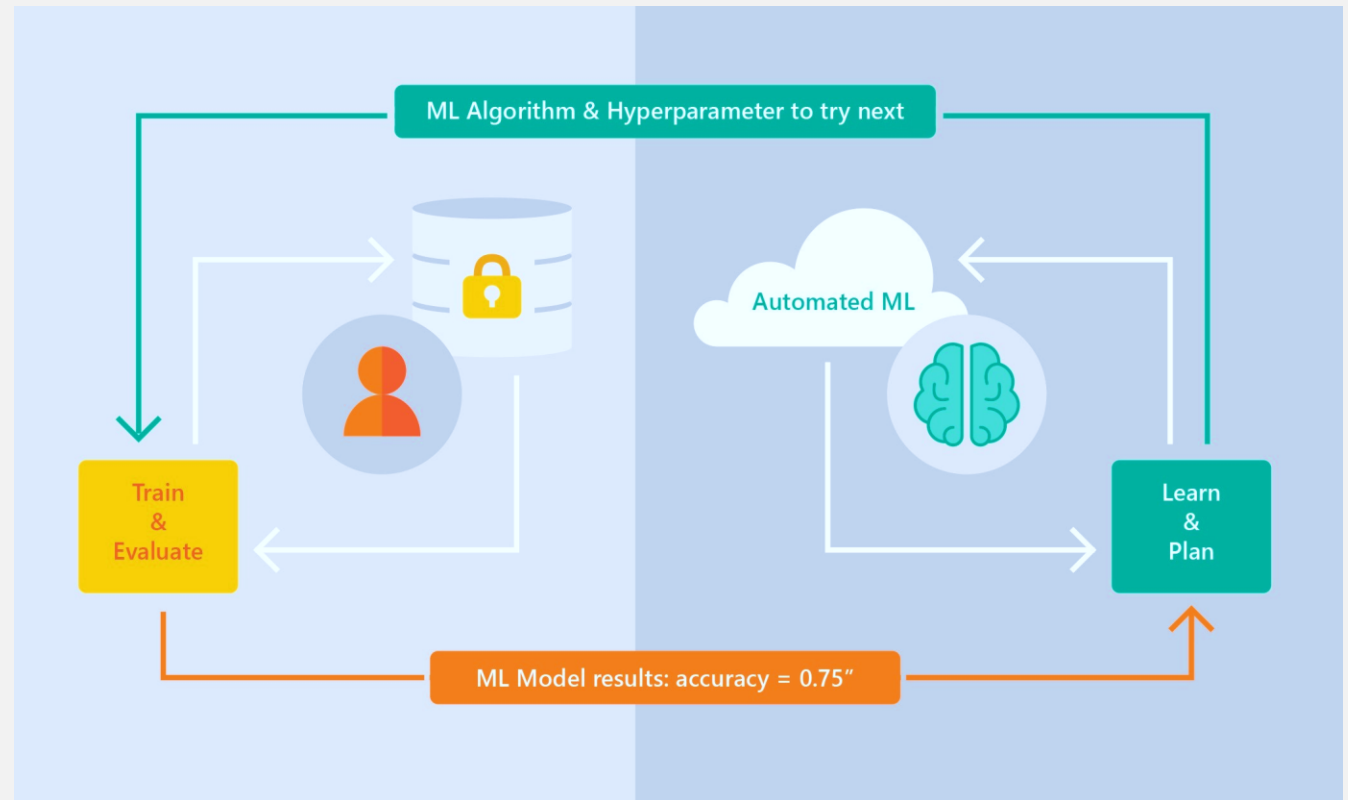 ML Algorithm & Hyperparameter to try next
Automated ML
Train
&
Evaluate
Learn
&
Plan
ML Model results: accuracy = 0.75”